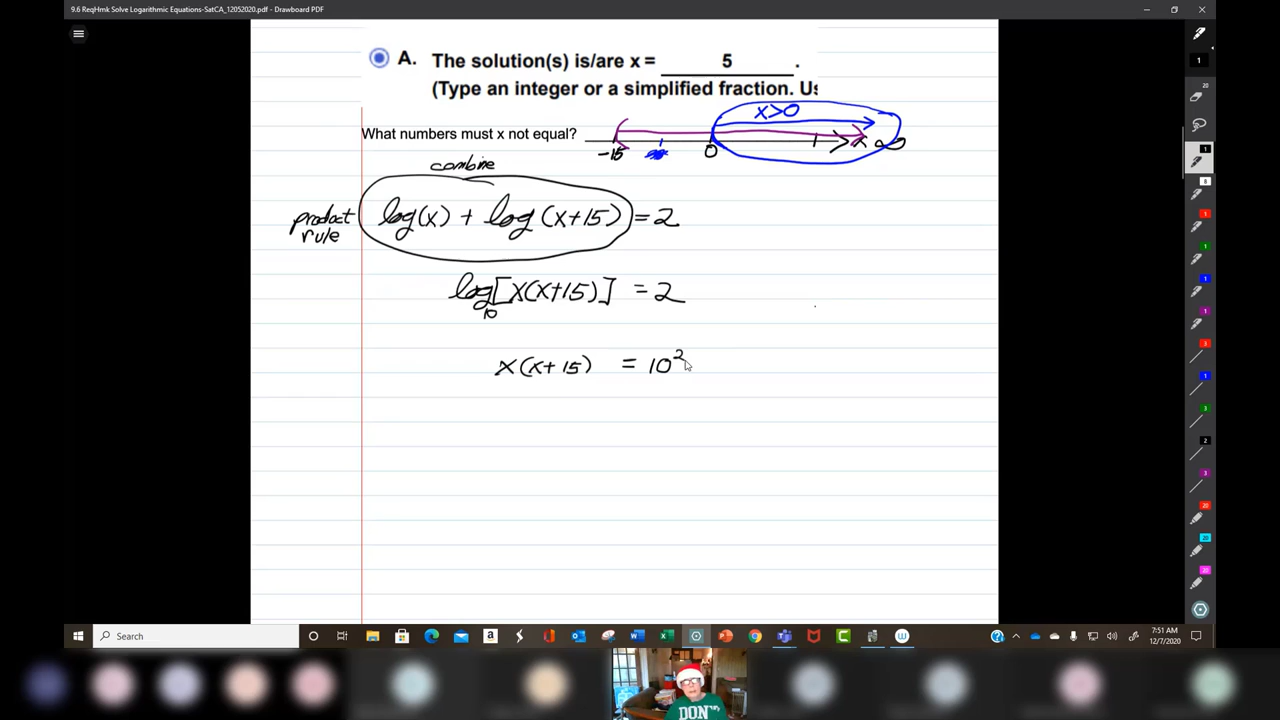 9.6 ReqHmk Solve Logarithmic Equations-SatCA_12052020.pdf - Drawboard PDF
A. The solution(s) is/are x = 5 .
(Type an integer or a simplified fraction. Us
x>0
What numbers must x not equal?
-15 0 x ∞
combine
product rule
log(x) + log(x+15) = 2
log₁₀[x(x+15)] = 2
x(x+15) = 10²
Search
7:51 AM
12/7/2020
DON